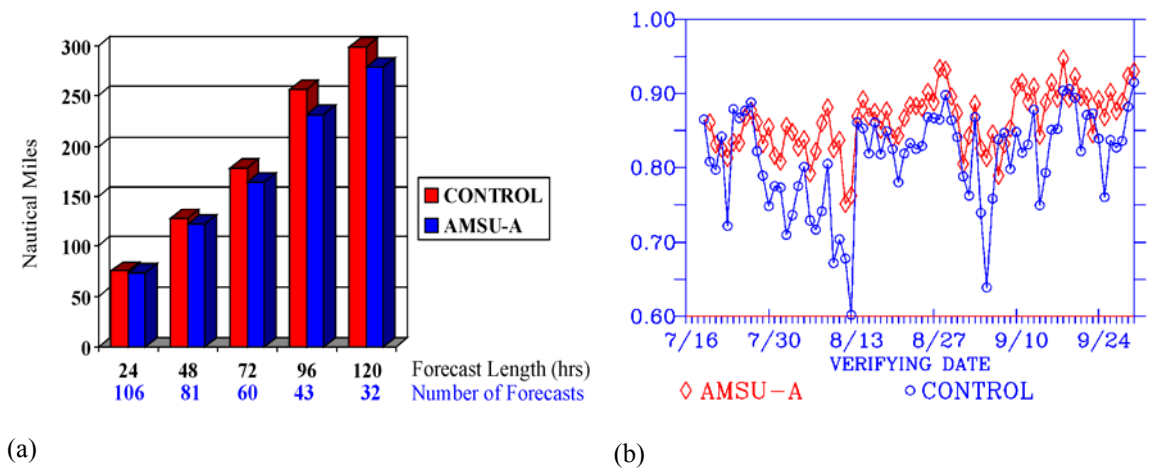 300
250
200
150
100
50
0
Nautical Miles
CONTROL
AMSU-A
24 48 72 96 120 Forecast Length (hrs)
106 81 60 43 32 Number of Forecasts
(a)
1.00
0.90
0.80
0.70
0.60
7/16 7/30 8/13 8/27 9/10 9/24
VERIFYING DATE
AMSU-A CONTROL
(b)